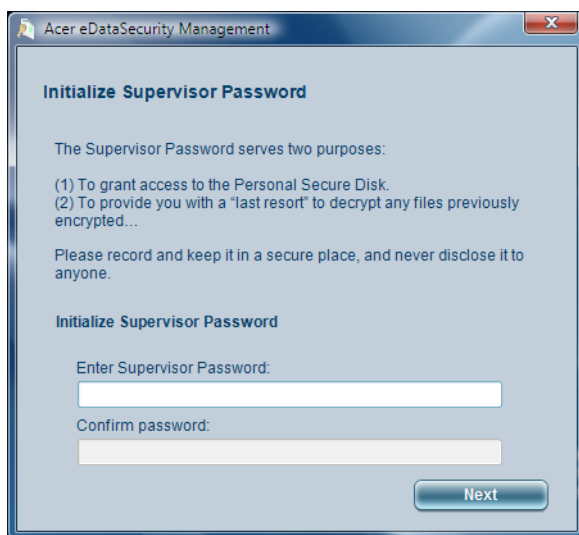 Acer eDataSecurity Management
Initialize Supervisor Password
The Supervisor Password serves two purposes:
(1) To grant access to the Personal Secure Disk.
(2) To provide you with a “last resort” to decrypt any files previously
encrypted...
Please record and keep it in a secure place, and never disclose it to
anyone.
Initialize Supervisor Password
Enter Supervisor Password:
Confirm password:
Next